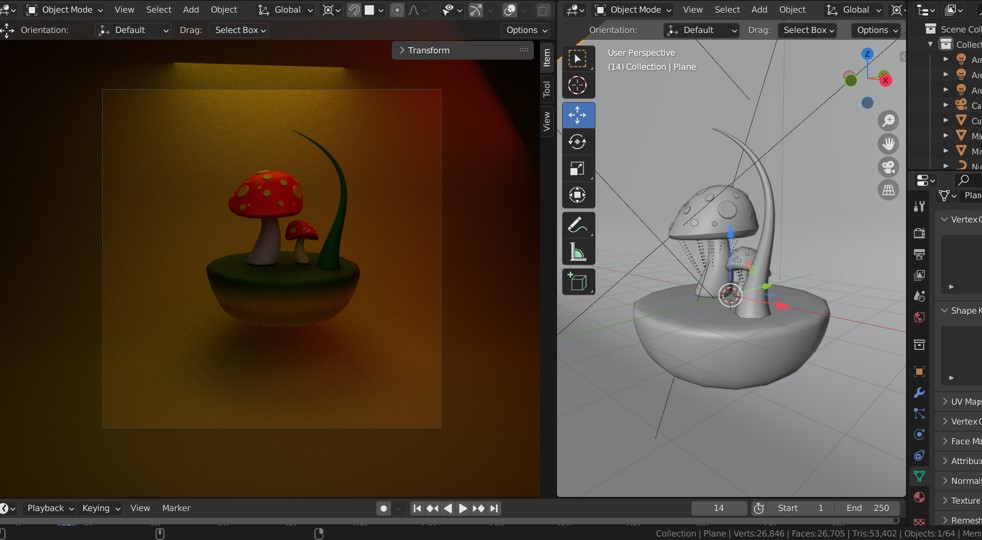 Object Mode View Select Add Object Global
Object Mode View Select Add Object Global
Orientation: Default Drag: Select Box Options
Orientation: Default Drag: Select Box Options
Transform
Item
Tool
View
User Perspective
(14) Collection | Plane
Z
X
Scene Coll
Collec
Are
Are
Are
Ca
Cu
Ma
Mir
Nu
Plan
Vertex G
Shape K
UV Maps
Vertex C
Face Ma
Attribu
Normals
Texture
Remesh
Playback Keying View Marker
14 Start 1 End 250
Collection | Plane | Verts:26,846 | Faces:26,705 | Tris:53,402 | Objects:1/64 | Mem